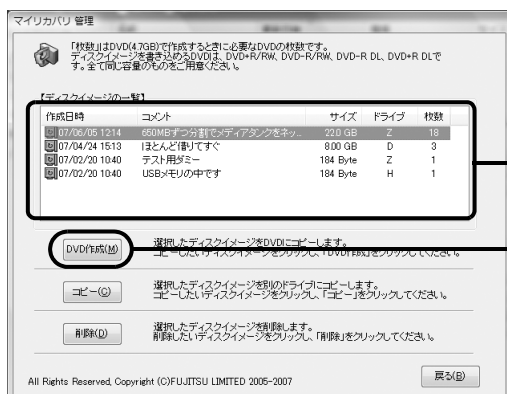 マイリカバリ 管理
「枚数」はDVD(4.7GB)で作成するときに必要なDVDの枚数です。
ディスクイメージを書き込めるDVDは、DVD+R/RW、DVD-R/RW、DVD-R DL、DVD+R DLです。全て同じ容量のものをご用意ください。
【ディスクイメージの一覧】
作成日時 コメント サイズ ドライブ 枚数
07/06/05 12:14 650MBずつ分割でメディアタンクをネッ... 22.0 GB Z 18
07/04/24 15:13 ほとんど借りてすぐ 8.00 GB D 3
07/02/20 10:40 テスト用ダミー 184 Byte Z 1
07/02/20 10:40 USBメモリの中です 184 Byte H 1
DVD作成(M)
選択したディスクイメージをDVDにコピーします。
コピーしたいディスクイメージをクリックし、「DVD作成」をクリックしてください。
コピー(C)
選択したディスクイメージを別のドライブにコピーします。
コピーしたいディスクイメージをクリックし、「コピー」をクリックしてください。
削除(D)
選択したディスクイメージを削除します。
削除したいディスクイメージをクリックし、「削除」をクリックしてください。
All Rights Reserved, Copyright (C)FUJITSU LIMITED 2005-2007
戻る(B)